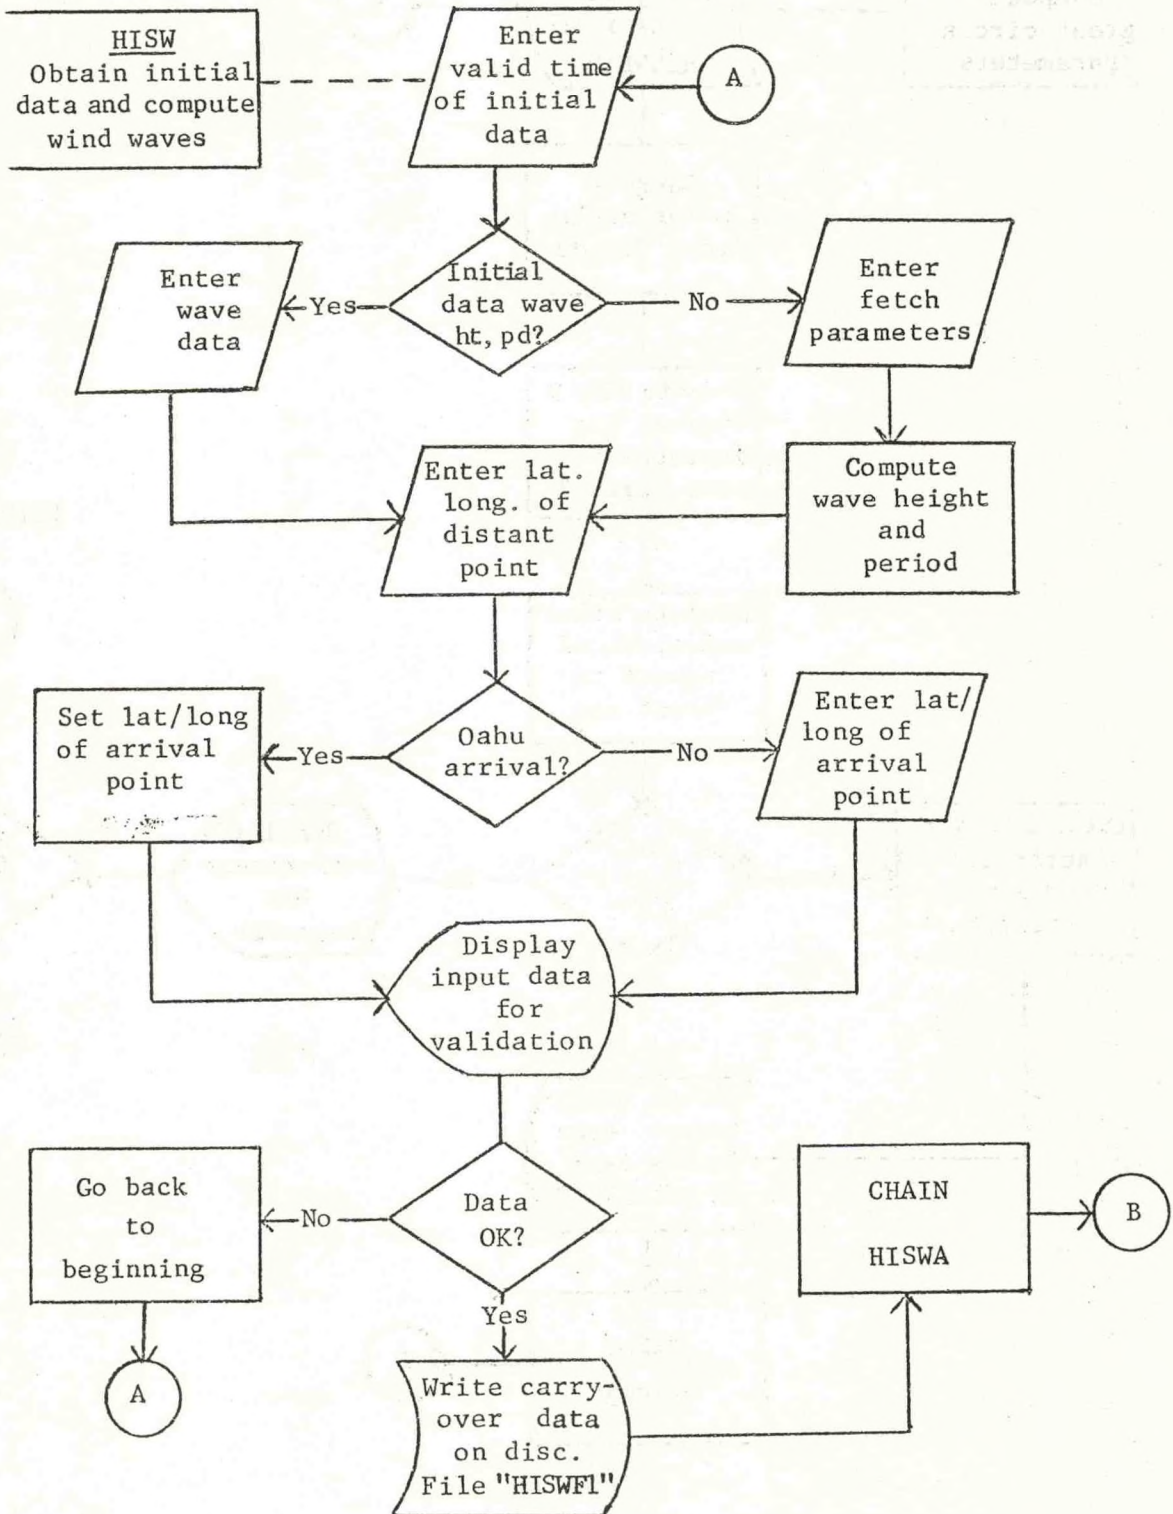 HISW
Obtain initial
data and compute
wind waves
Enter
valid time
of initial
data
A
Enter
wave
data
Yes
Initial
data wave
ht, pd?
No
Enter
fetch
parameters
Enter lat.
long. of
distant
point
Compute
wave height
and
period
Set lat/long
of arrival
point
Yes
Oahu
arrival?
No
Enter lat/
long of
arrival
point
Display
input data
for
validation
Go back
to
beginning
No
Data
OK?
Yes
CHAIN
HISWA
B
A
Write carry-
over data
on disc.
File "HISWF1"